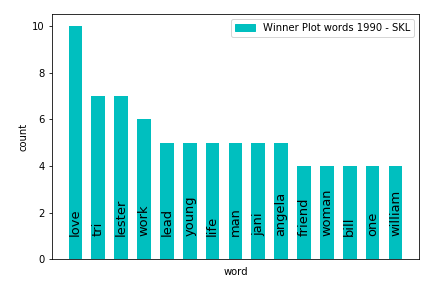 Winner Plot words 1990 - SKL
10
8
6
4
2
0
count
love
tri
lester
work
lead
young
life
man
jani
angela
friend
woman
bill
one
william
word